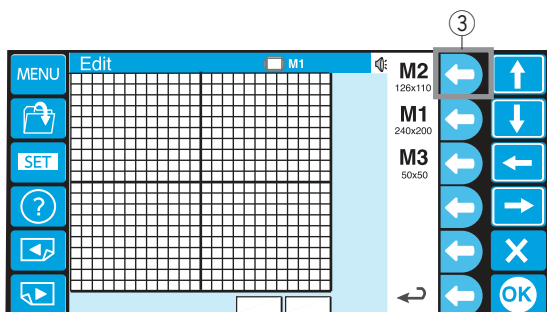 3
MENU
Edit
M1
M2
126x110
M1
240x200
SET
M3
50x50
?
X
OK